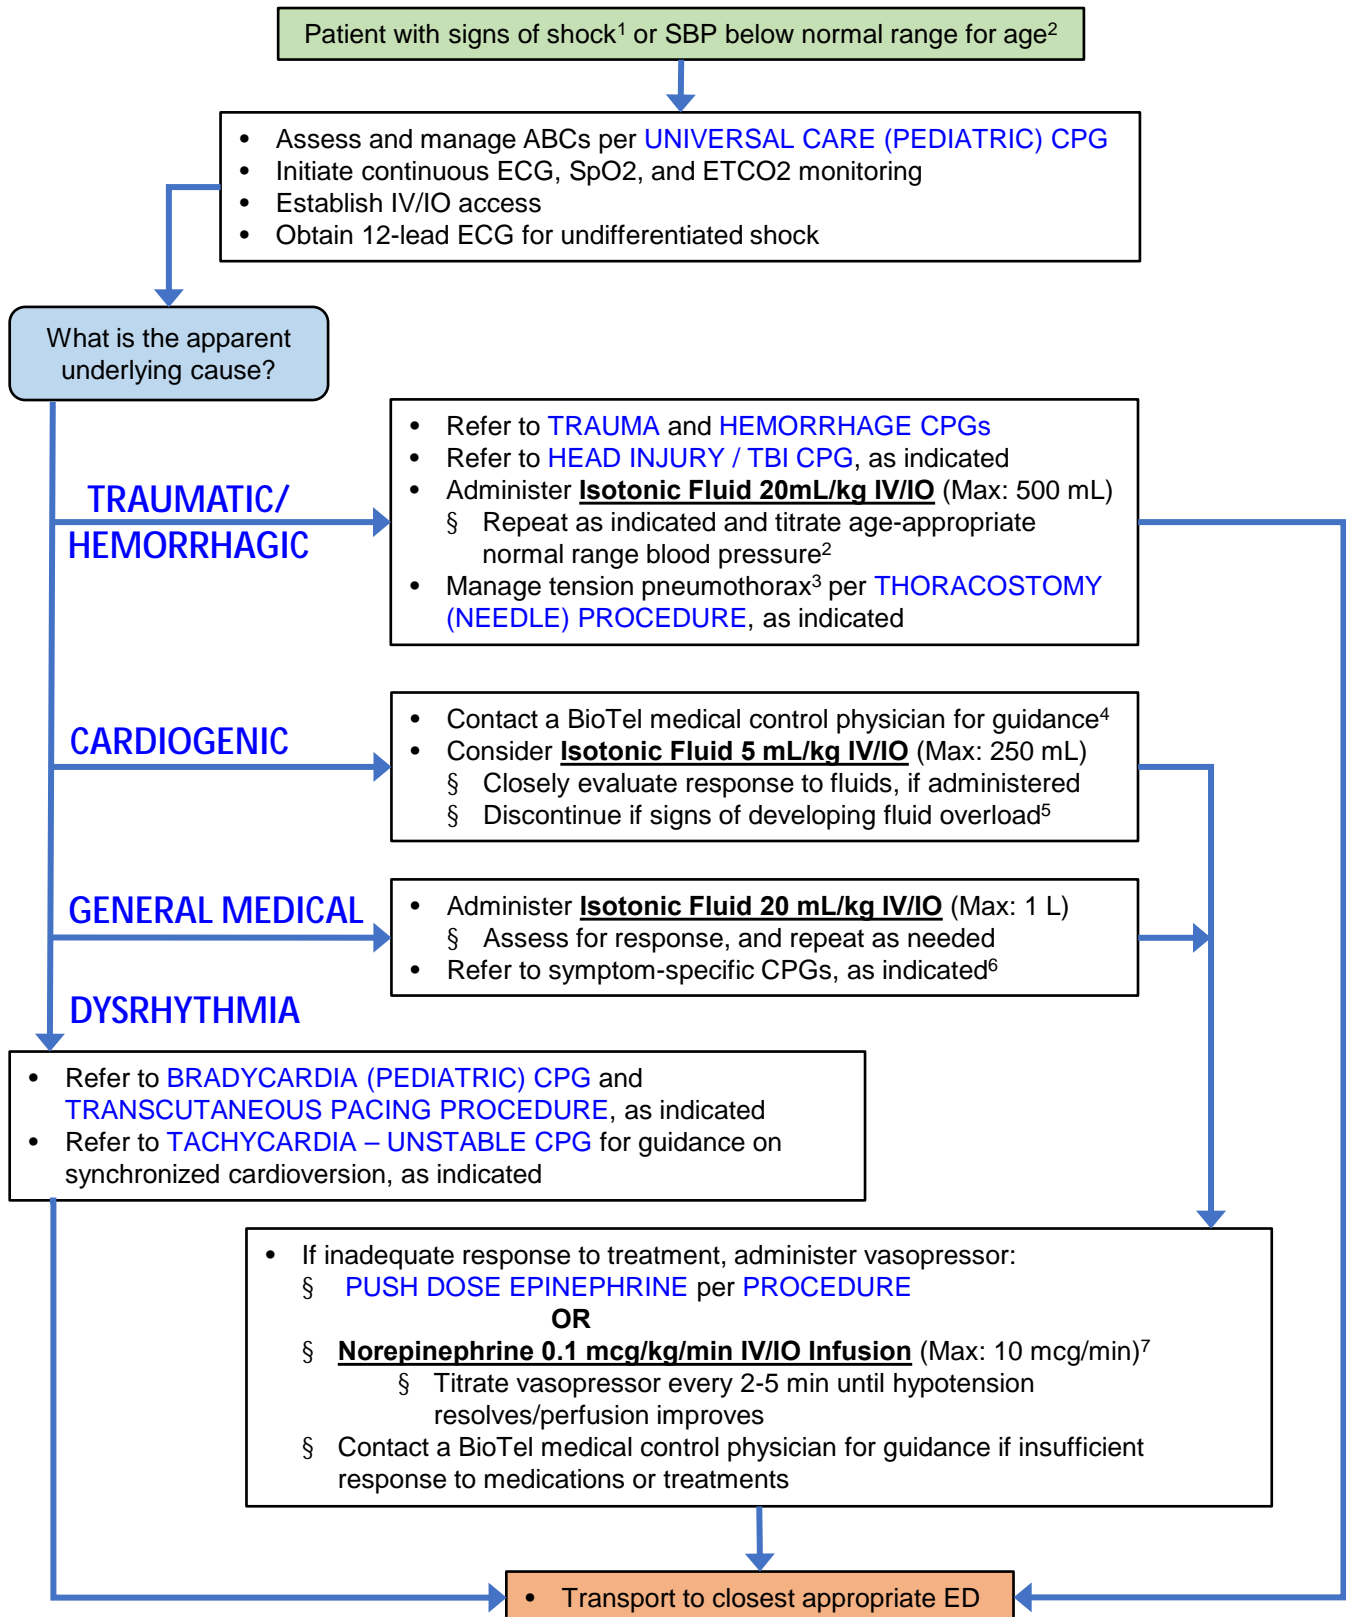 Patient with signs of shock¹ or SBP below normal range for age²
• Assess and manage ABCs per UNIVERSAL CARE (PEDIATRIC) CPG
• Initiate continuous ECG, SpO2, and ETCO2 monitoring
• Establish IV/IO access
• Obtain 12-lead ECG for undifferentiated shock
What is the apparent
underlying cause?
TRAUMATIC/
HEMORRHAGIC
• Refer to TRAUMA and HEMORRHAGE CPGs
• Refer to HEAD INJURY / TBI CPG, as indicated
• Administer Isotonic Fluid 20mL/kg IV/IO (Max: 500 mL)
§ Repeat as indicated and titrate age-appropriate
normal range blood pressure²
• Manage tension pneumothorax³ per THORACOSTOMY
(NEEDLE) PROCEDURE, as indicated
CARDIOGENIC
• Contact a BioTel medical control physician for guidance⁴
• Consider Isotonic Fluid 5 mL/kg IV/IO (Max: 250 mL)
§ Closely evaluate response to fluids, if administered
§ Discontinue if signs of developing fluid overload⁵
GENERAL MEDICAL
• Administer Isotonic Fluid 20 mL/kg IV/IO (Max: 1 L)
§ Assess for response, and repeat as needed
• Refer to symptom-specific CPGs, as indicated⁶
DYSRHYTHMIA
• Refer to BRADYCARDIA (PEDIATRIC) CPG and
TRANSCUTANEOUS PACING PROCEDURE, as indicated
• Refer to TACHYCARDIA – UNSTABLE CPG for guidance on
synchronized cardioversion, as indicated
• If inadequate response to treatment, administer vasopressor:
§ PUSH DOSE EPINEPHRINE per PROCEDURE
OR
§ Norepinephrine 0.1 mcg/kg/min IV/IO Infusion (Max: 10 mcg/min)⁷
§ Titrate vasopressor every 2-5 min until hypotension
resolves/perfusion improves
§ Contact a BioTel medical control physician for guidance if insufficient
response to medications or treatments
• Transport to closest appropriate ED